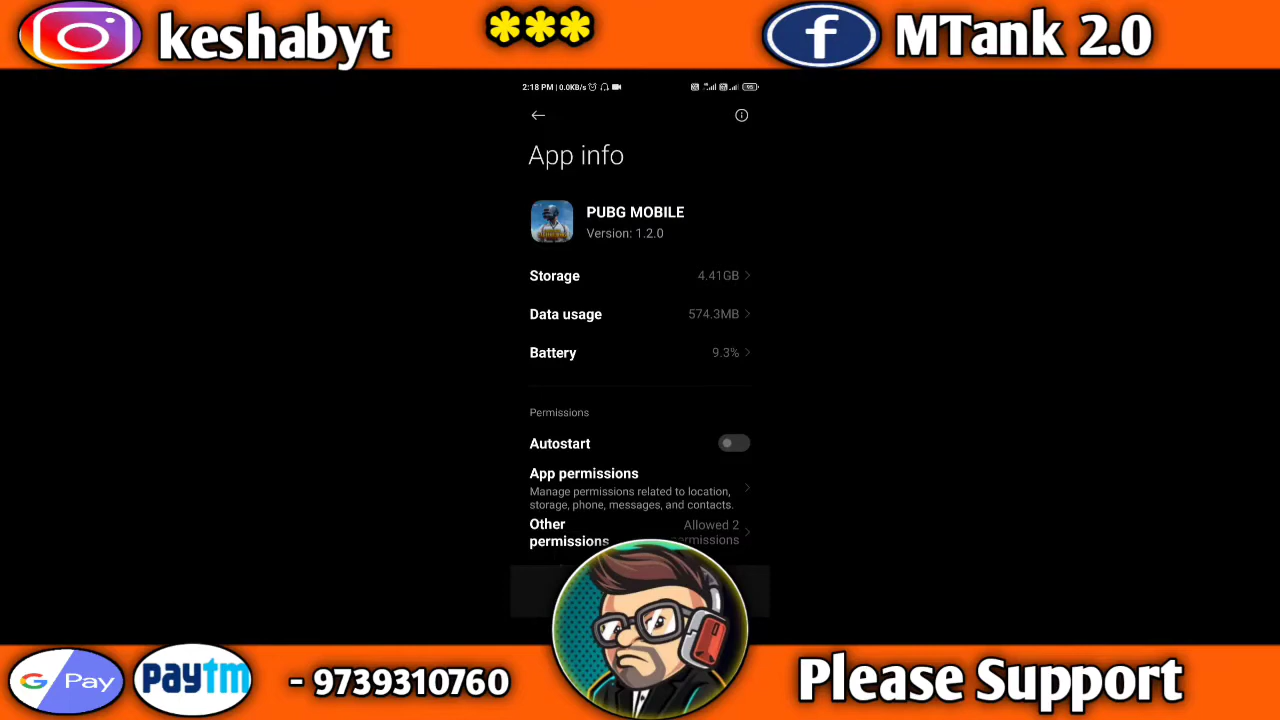 keshabyt
***
f MTank 2.0
2:18 PM | 0.0KB/s
95
App info
PUBG MOBILE
Version: 1.2.0
Storage 4.41GB
Data usage 574.3MB
Battery 9.3%
Permissions
Autostart
App permissions
Manage permissions related to location,
storage, phone, messages, and contacts.
Other Allowed 2
permissions
G Pay paytm - 9739310760 Please Support